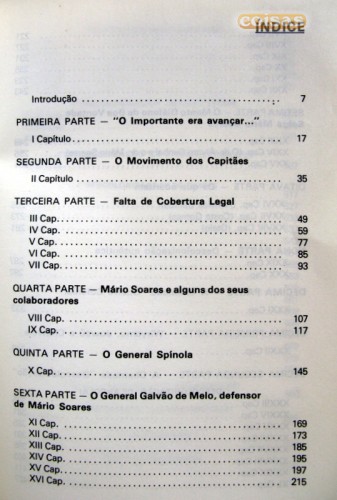 coisas
ÍNDICE
Introdução ........................................ 7
PRIMEIRA PARTE — "O Importante era avançar..."
I Capítulo ........................................ 17
SEGUNDA PARTE — O Movimento dos Capitães
II Capítulo ........................................ 35
TERCEIRA PARTE — Falta de Cobertura Legal
III Cap. ........................................ 49
IV Cap. ........................................ 59
V Cap. ........................................ 77
VI Cap. ........................................ 85
VII Cap. ........................................ 93
QUARTA PARTE — Mário Soares e alguns dos seus
colaboradores
VIII Cap. ........................................ 107
IX Cap. ........................................ 117
QUINTA PARTE — O General Spínola
X Cap. ........................................ 145
SEXTA PARTE — O General Galvão de Melo, defensor
de Mário Soares
XI Cap. ........................................ 169
XII Cap. ........................................ 173
XIII Cap. ........................................ 185
XIV Cap. ........................................ 195
XV Cap. ........................................ 197
XVI Cap. ........................................ 215